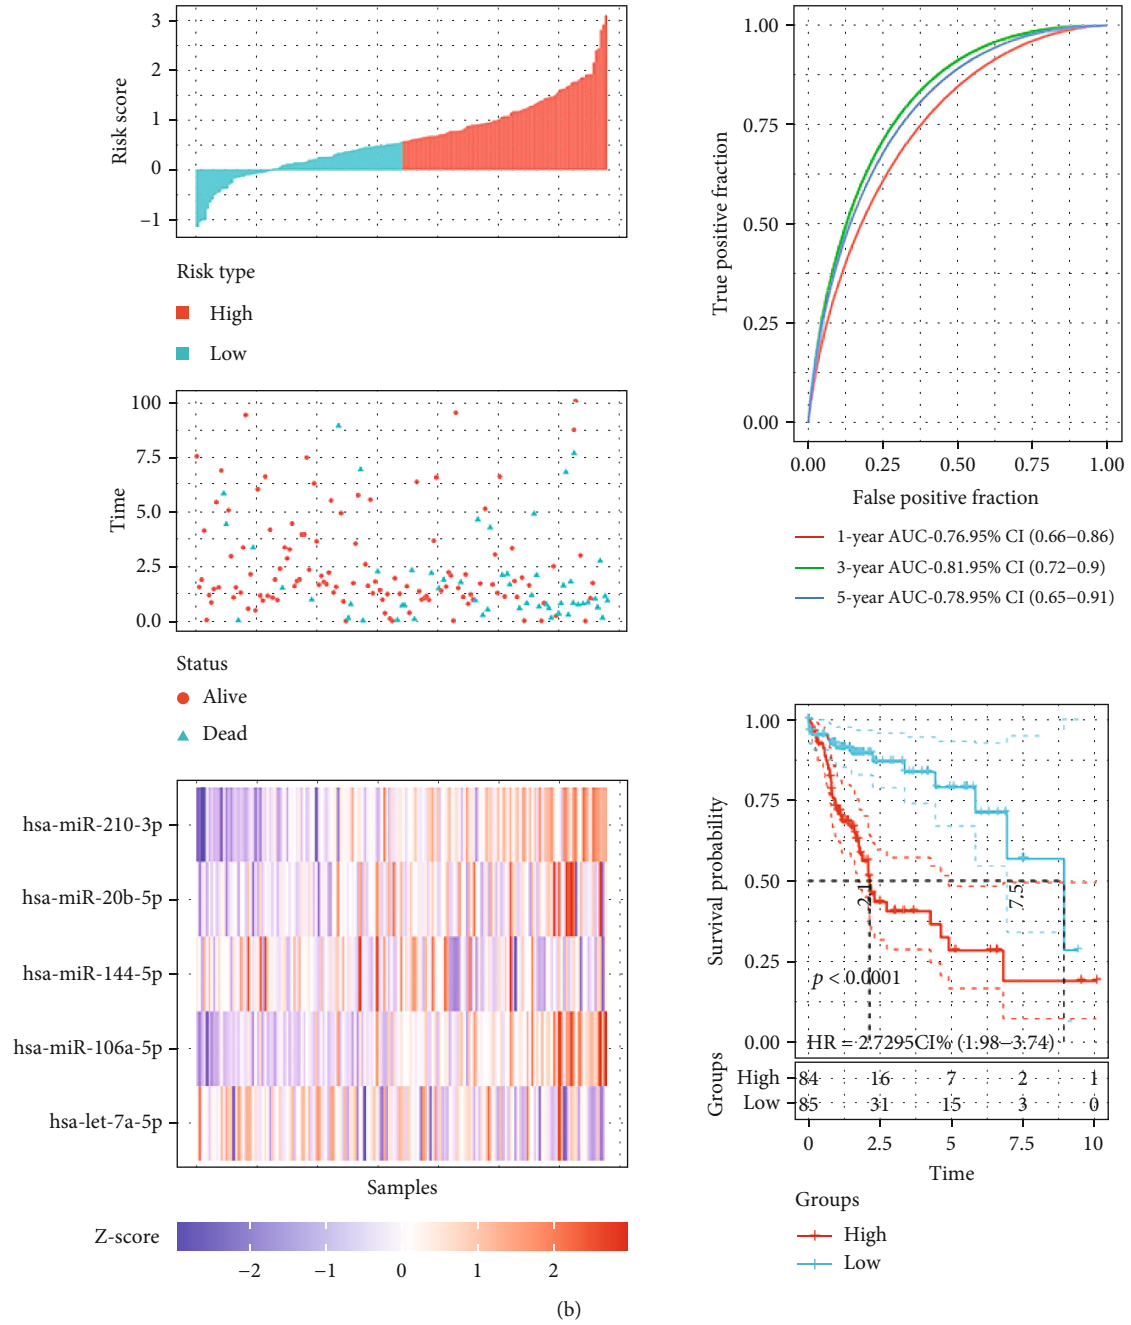 3
2
1
0
−1
Risk score
Risk type
High
Low
100
7.5
5.0
2.5
0.0
Time
Status
Alive
Dead
hsa-miR-210-3p
hsa-miR-20b-5p
hsa-miR-144-5p
hsa-miR-106a-5p
hsa-let-7a-5p
Samples
Z-score
−2 −1 0 1 2
1.00
0.75
0.50
0.25
0.00
True positive fraction
0.00 0.25 0.50 0.75 1.00
False positive fraction
1-year AUC-0.76.95% CI (0.66−0.86)
3-year AUC-0.81.95% CI (0.72−0.9)
5-year AUC-0.78.95% CI (0.65−0.91)
1.00
0.75
0.50
0.25
0.00
Survival probability
2.1
7.5
p < 0.0001
HR = 2.7295CI% (1.98−3.74)
Groups
High 84 16 7 2 1
Low 85 31 15 3 0
0 2.5 5 7.5 10
Time
Groups
High
Low
(b)